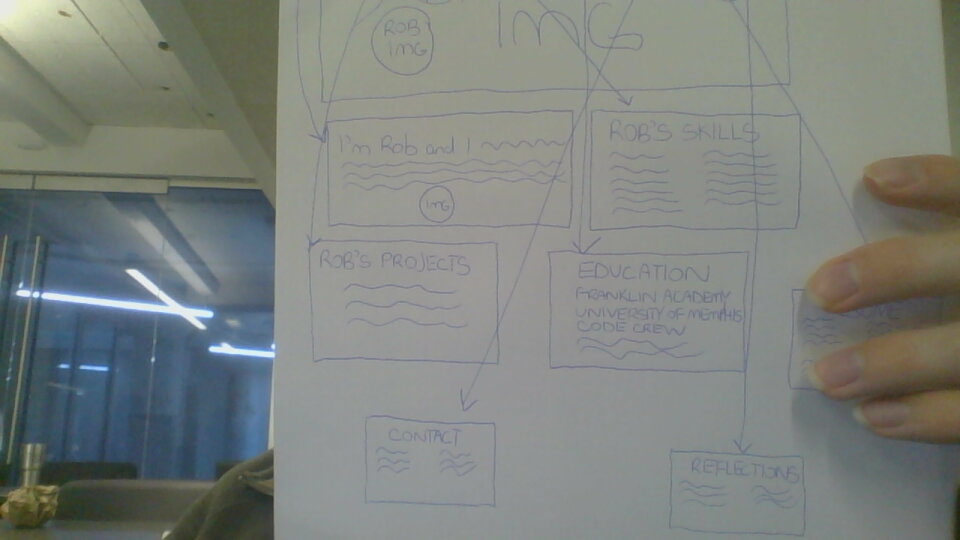 ROB
IMG
IMG
I'm Rob and I
IMG
ROB'S SKILLS
ROB'S PROJECTS
EDUCATION
FRANKLIN ACADEMY
UNIVERSITY OF MEMPHIS
CODE CREW
CONTACT
REFLECTIONS